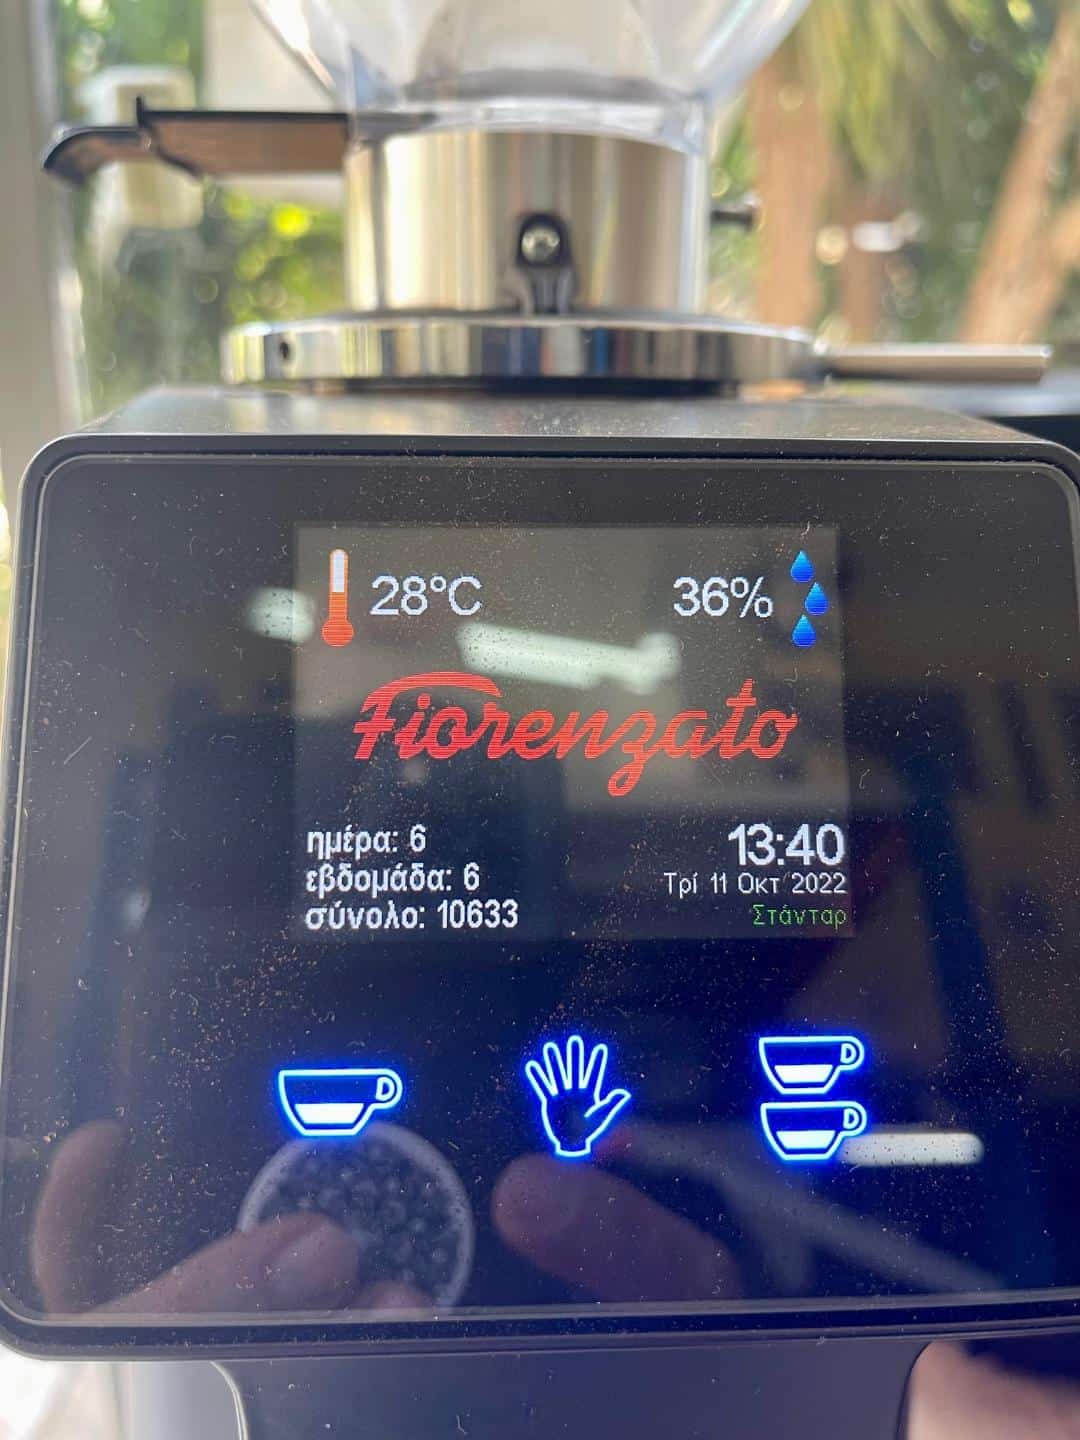 28°C
36%
Fiorenzato
ημέρα: 6
εβδομάδα: 6
σύνολο: 10633
13:40
Τρί 11 Οκτ 2022
Στάνταρ